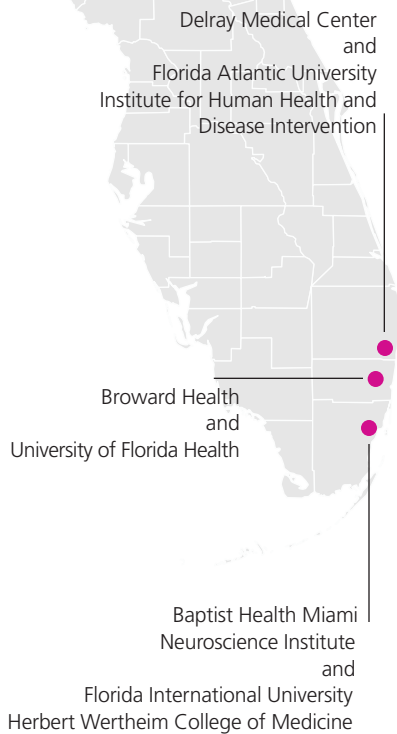 Delray Medical Center
and
Florida Atlantic University
Institute for Human Health and
Disease Intervention
Broward Health
and
University of Florida Health
Baptist Health Miami
Neuroscience Institute
and
Florida International University
Herbert Wertheim College of Medicine